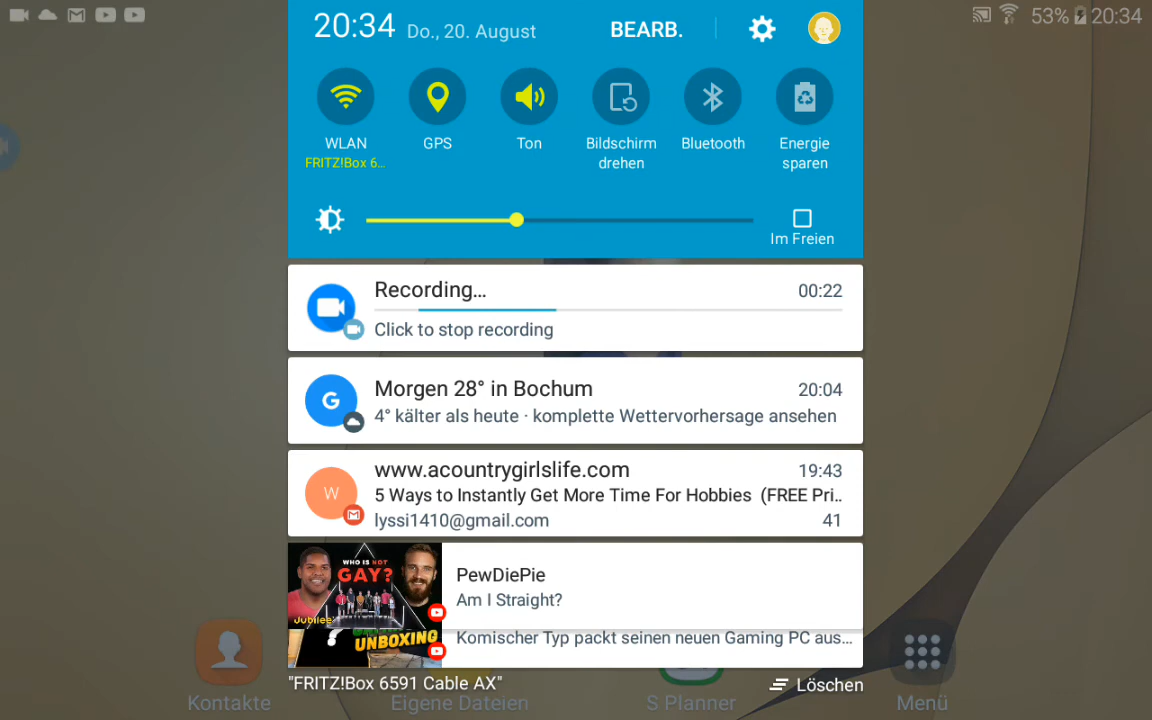 53% 20:34
20:34 Do., 20. August BEARB.
WLAN
FRITZ!Box 6…
GPS
Ton
Bildschirm
drehen
Bluetooth
Energie
sparen
Im Freien
Recording… 00:22
Click to stop recording
G
Morgen 28° in Bochum 20:04
4° kälter als heute · komplette Wettervorhersage ansehen
W
www.acountrygirlslife.com 19:43
5 Ways to Instantly Get More Time For Hobbies (FREE Pri..
lyssi1410@gmail.com 41
WHO IS NOT
GAY?
Jubilee
PewDiePie
Am I Straight?
UNBOXING
Komischer Typ packt seinen neuen Gaming PC aus…
"FRITZ!Box 6591 Cable AX" Löschen
Kontakte Eigene Dateien S Planner Menü